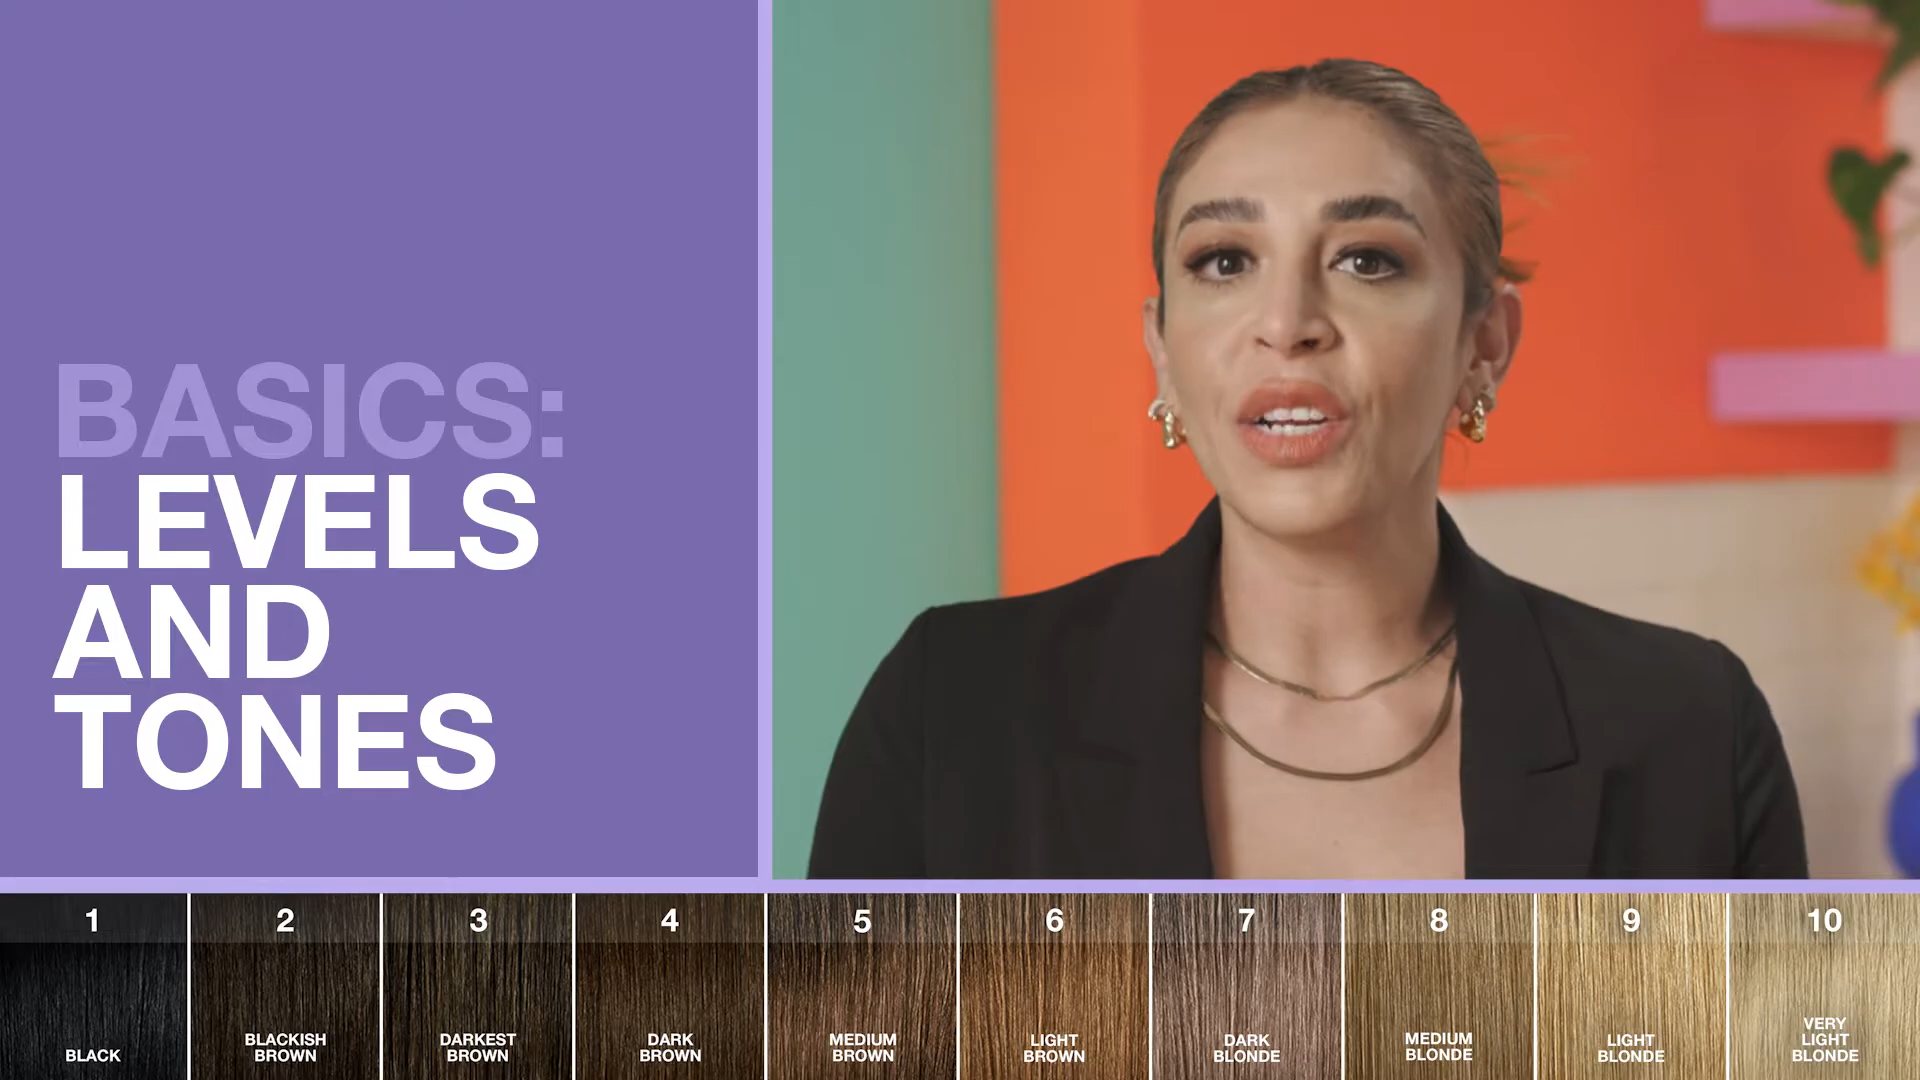 BASICS:
LEVELS
AND
TONES
1
BLACK
2
BLACKISH
BROWN
3
DARKEST
BROWN
4
DARK
BROWN
5
MEDIUM
BROWN
6
LIGHT
BROWN
7
DARK
BLONDE
8
MEDIUM
BLONDE
9
LIGHT
BLONDE
10
VERY
LIGHT
BLONDE